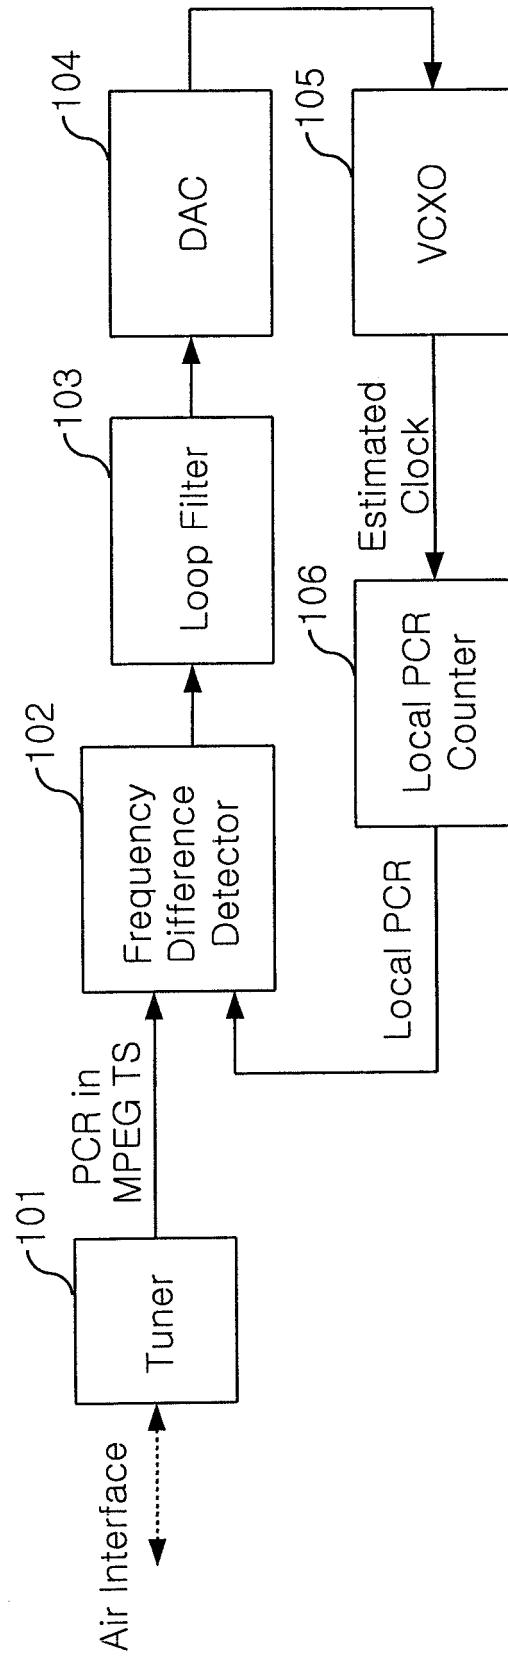 Air Interface
101
Tuner
PCR in
MPEG TS
102
Frequency
Difference
Detector
103
Loop Filter
104
DAC
105
VCXO
Estimated
Clock
106
Local PCR
Counter
Local PCR